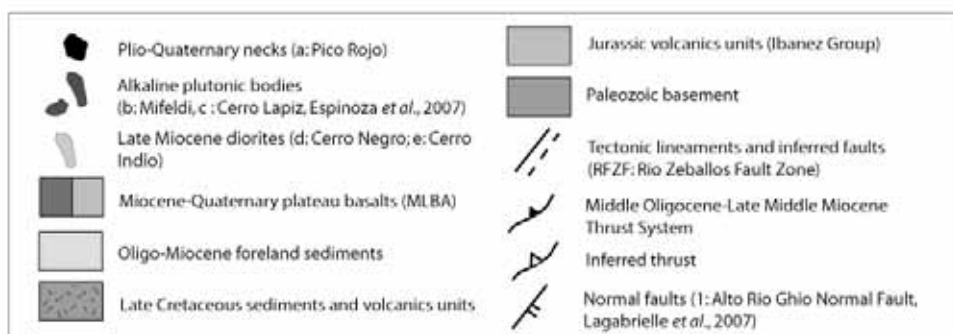 Plio-Quaternary necks (a: Pico Rojo)
Alkaline plutonic bodies
(b: Mifeldi, c : Cerro Lapiz, Espinoza et al., 2007)
Late Miocene diorites (d: Cerro Negro; e: Cerro
Indio)
Miocene-Quaternary plateau basalts (MLBA)
Oligo-Miocene foreland sediments
Late Cretaceous sediments and volcanics units
Jurassic volcanics units (Ibanez Group)
Paleozoic basement
Tectonic lineaments and inferred faults
(RFZF: Rio Zeballos Fault Zone)
Middle Oligocene-Late Middle Miocene
Thrust System
Inferred thrust
Normal faults (1: Alto Rio Ghio Normal Fault,
Lagabrielle et al., 2007)